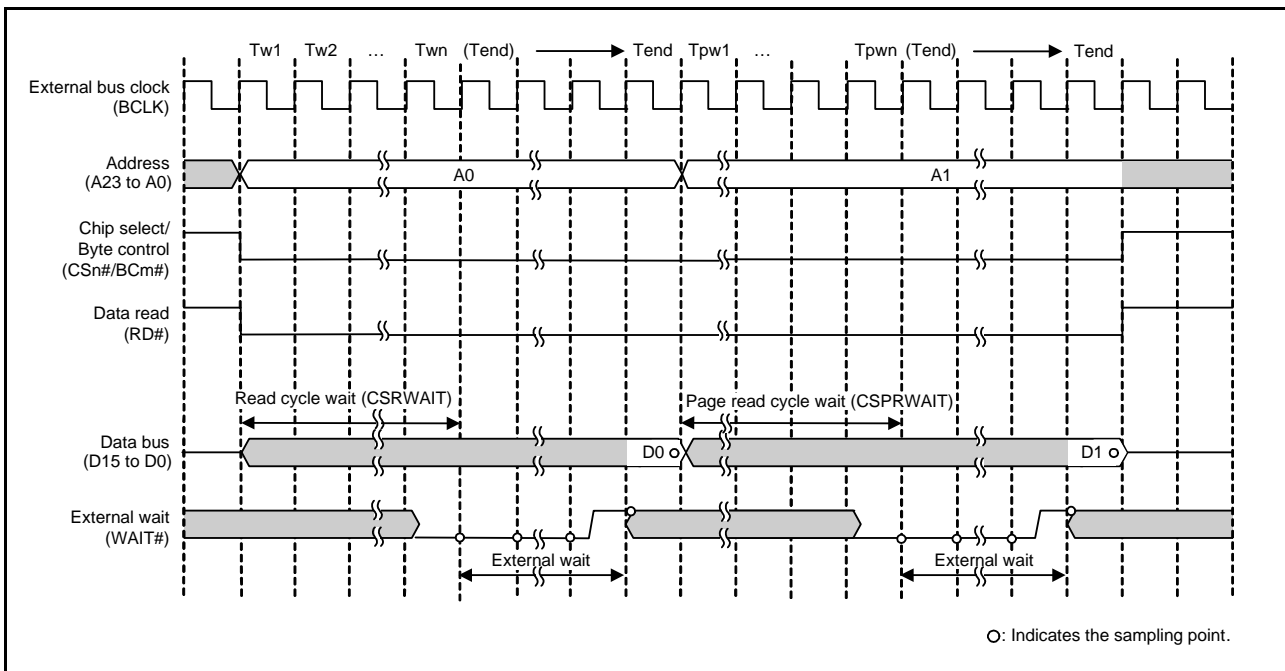 Tw1 Tw2 … Twn (Tend) Tend Tpw1 … Tpwn (Tend) Tend
External bus clock
(BCLK)
Address
(A23 to A0)
A0 A1
Chip select/
Byte control
(CSn#/BCm#)
Data read
(RD#)
Read cycle wait (CSRWAIT) Page read cycle wait (CSPRWAIT)
Data bus
(D15 to D0)
D0 D1
External wait
(WAIT#)
External wait External wait
: Indicates the sampling point.